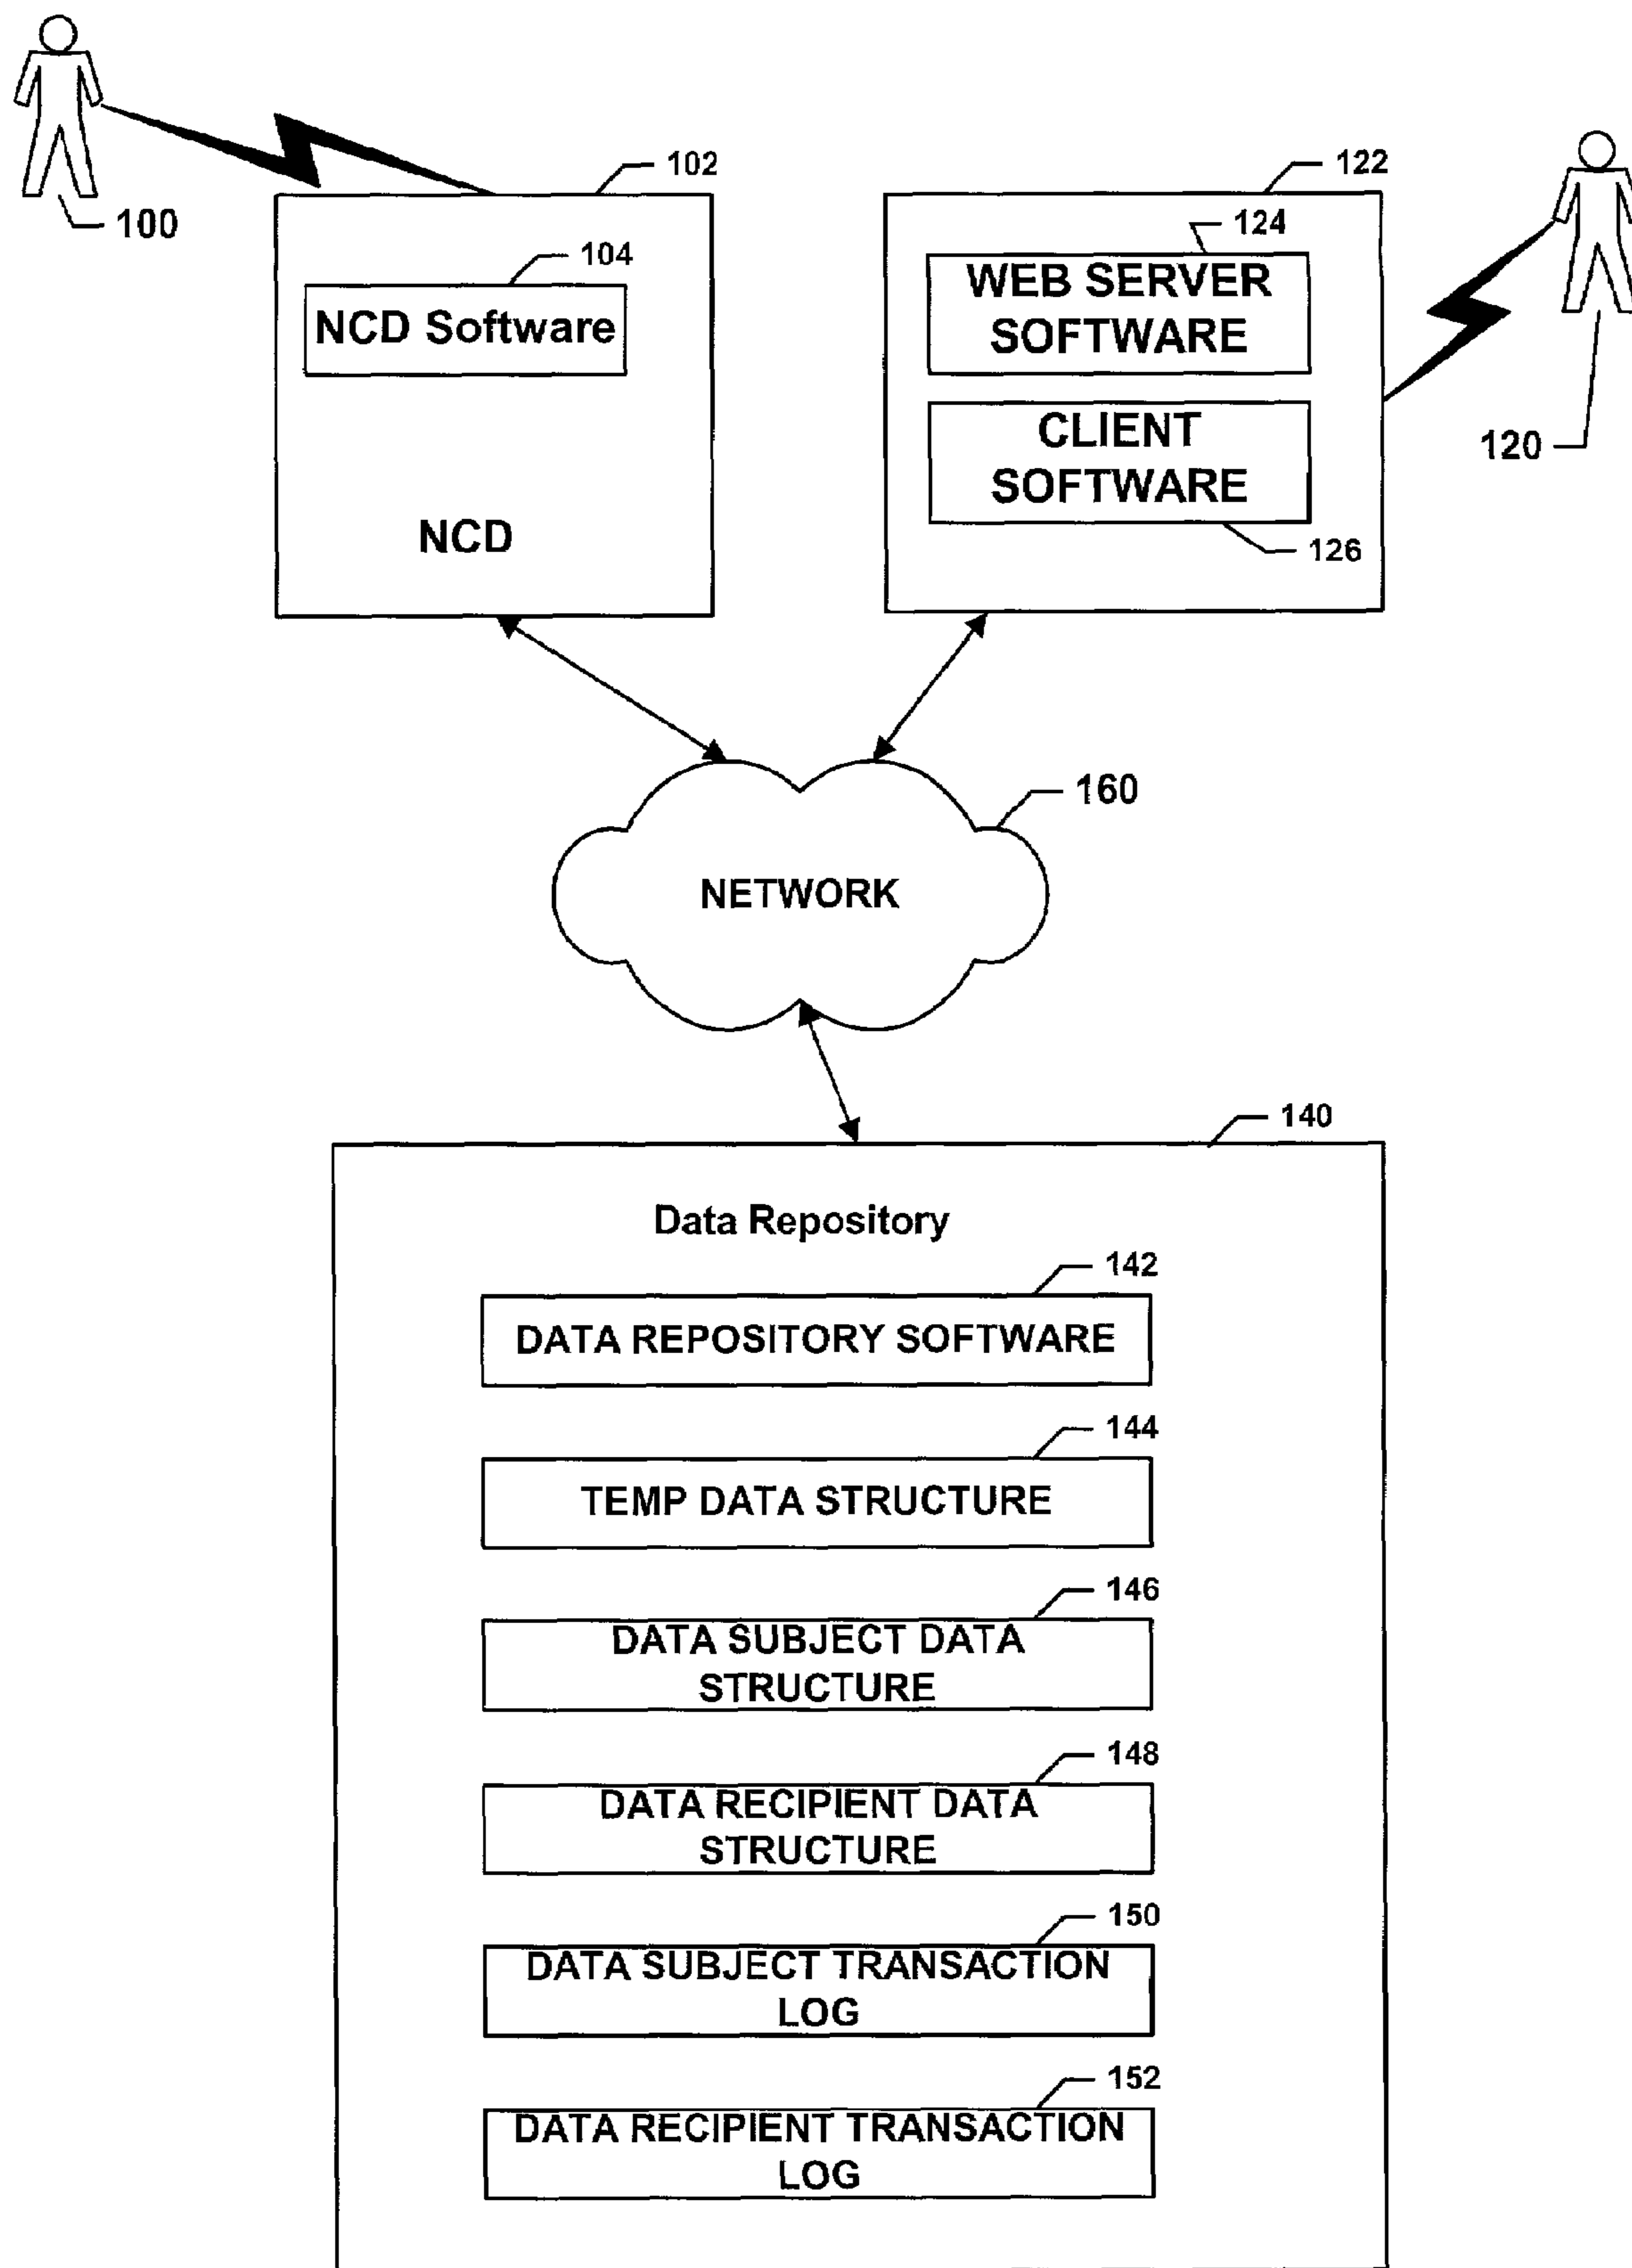 102
122
100
124
104
WEB SERVER
SOFTWARE
NCD Software
CLIENT
SOFTWARE
120
NCD
126
160
NETWORK
140
Data Repository
142
DATA REPOSITORY SOFTWARE
144
TEMP DATA STRUCTURE
146
DATA SUBJECT DATA
STRUCTURE
148
DATA RECIPIENT DATA
STRUCTURE
150
DATA SUBJECT TRANSACTION
LOG
152
DATA RECIPIENT TRANSACTION
LOG